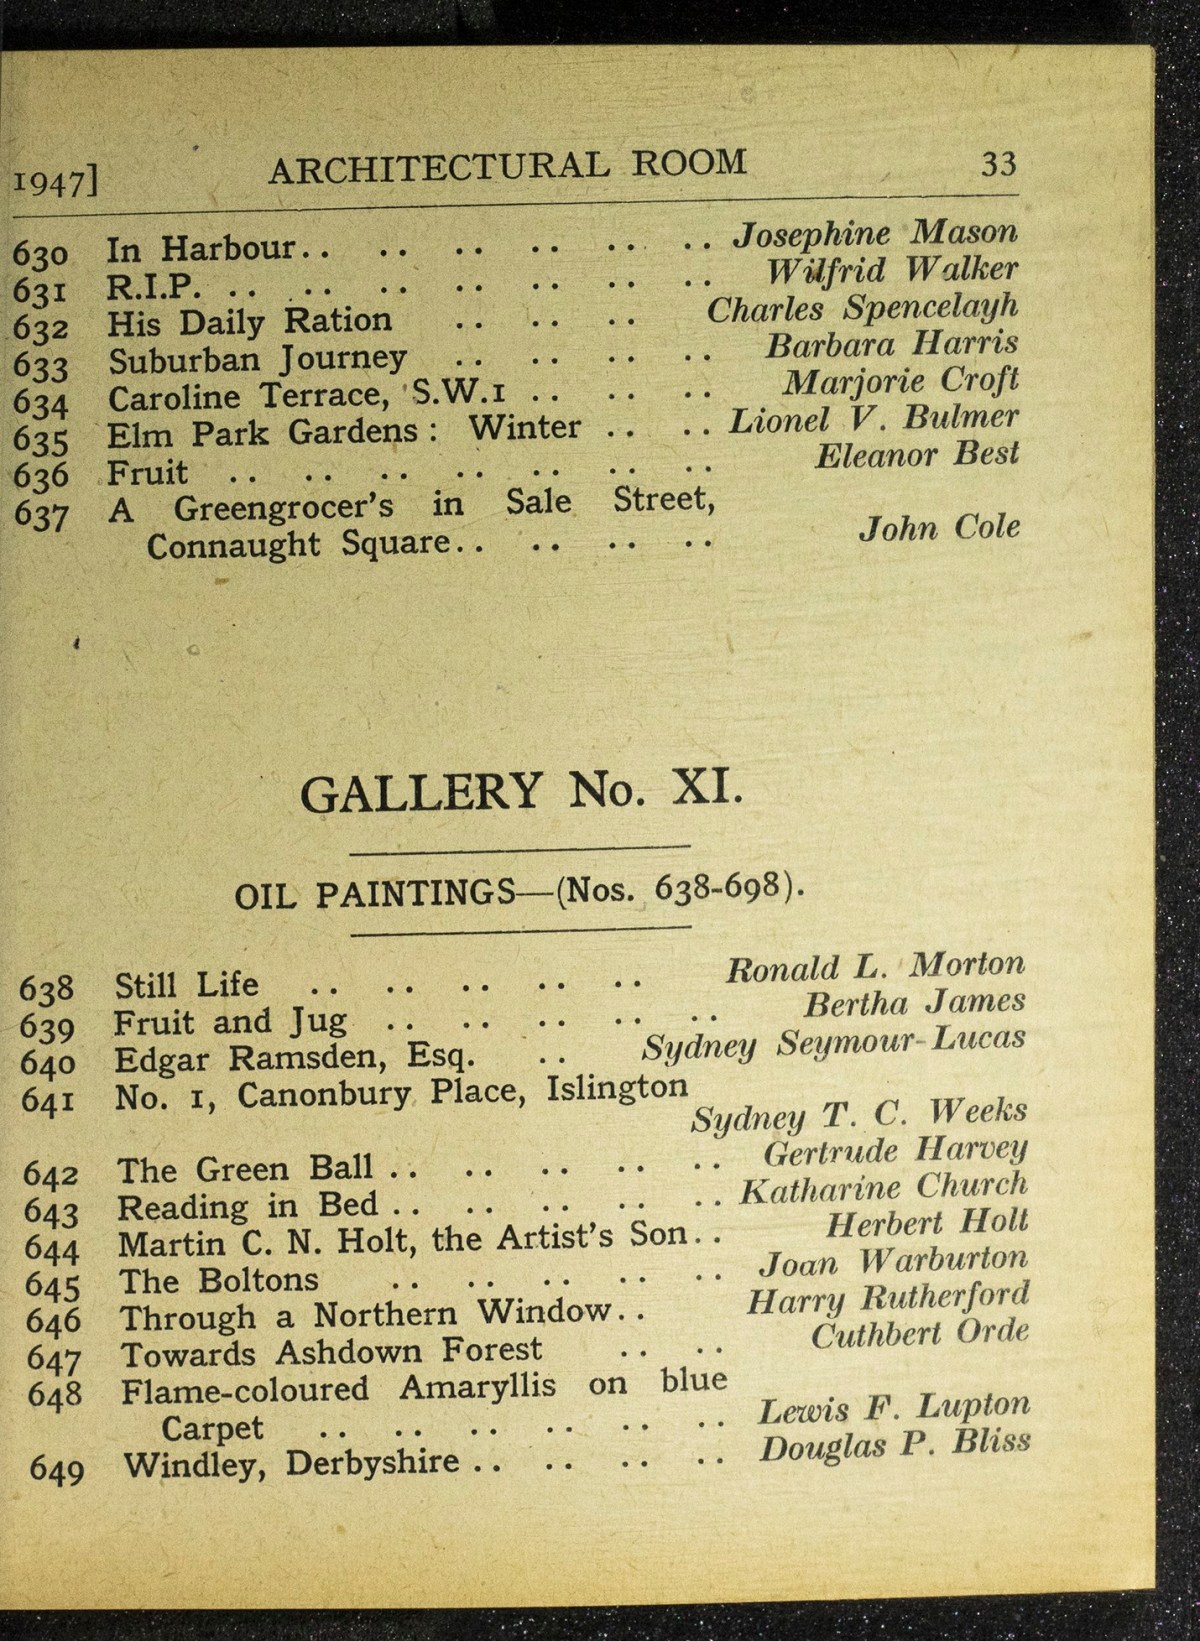 1947] ARCHITECTURAL ROOM 33
630 In Harbour.. .. .. .. .. .. Josephine Mason
631 R.I.P. .. .. .. .. .. .. .. Wilfrid Walker
632 His Daily Ration .. .. .. Charles Spencelayh
633 Suburban Journey .. .. .. .. Barbara Harris
634 Caroline Terrace, S.W.1 .. .. .. Marjorie Croft
635 Elm Park Gardens: Winter .. .. Lionel V. Bulmer
636 Fruit .. .. .. .. .. .. .. Eleanor Best
637 A Greengrocer's in Sale Street,
Connaught Square.. .. .. .. John Cole
GALLERY No. XI.
OIL PAINTINGS—(Nos. 638-698).
638 Still Life .. .. .. .. .. Ronald L. Morton
639 Fruit and Jug .. .. .. .. .. Bertha James
640 Edgar Ramsden, Esq. .. Sydney Seymour-Lucas
641 No. 1, Canonbury Place, Islington
Sydney T. C. Weeks
642 The Green Ball .. .. .. .. .. Gertrude Harvey
643 Reading in Bed .. .. .. .. .. Katharine Church
644 Martin C. N. Holt, the Artist's Son.. Herbert Holt
645 The Boltons .. .. .. .. .. Joan Warburton
646 Through a Northern Window.. Harry Rutherford
647 Towards Ashdown Forest .. .. Cuthbert Orde
648 Flame-coloured Amaryllis on blue
Carpet .. .. .. .. .. .. Lewis F. Lupton
649 Windley, Derbyshire .. .. .. .. Douglas P. Bliss